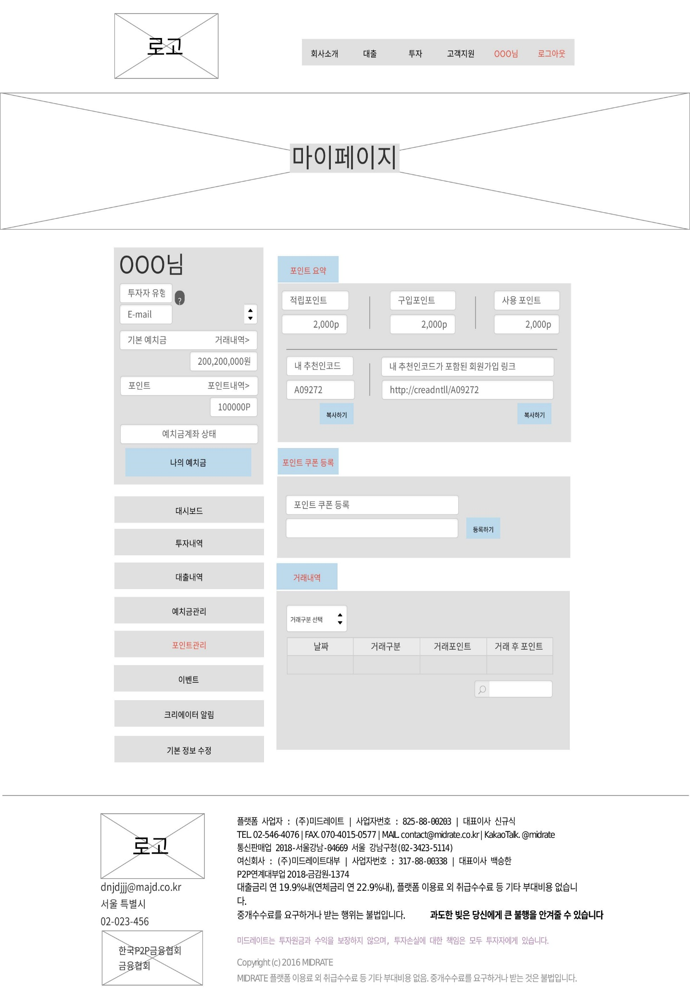 로고
회사소개 대출 투자 고객지원 OOO님 로그아웃
마이페이지
OOO님
투자자 유형
?
E-mail
기본 예치금 거래내역>
200,200,000원
포인트 포인트내역>
100000P
예치금계좌 상태
나의 예치금
대시보드
투자내역
대출내역
예치금관리
포인트관리
이벤트
크리에이터 알림
기본 정보 수정
포인트 요약
적립포인트 구입포인트 사용 포인트
2,000p 2,000p 2,000p
내 추천인코드 내 추천인코드가 포함된 회원가입 링크
A09272 http://creadntll/A09272
복사하기 복사하기
포인트 쿠폰 등록
포인트 쿠폰 등록
등록하기
거래내역
거래구분 선택
날짜 거래구분 거래포인트 거래 후 포인트
로고
dnjdjjj@majd.co.kr
서울 특별시
02-023-456
한국P2P금융협회
금융협회
플랫폼 사업자 : (주)미드레이트 | 사업자번호 : 825-88-00203 | 대표이사 신규식
TEL. 02-546-4076 | FAX. 070-4015-0577 | MAIL. contact@midrate.co.kr | KakaoTalk. @midrate
통신판매업 2018-서울강남-04669 서울 강남구청(02-3423-5114)
여신회사 : (주)미드레이트대부 | 사업자번호 : 317-88-00338 | 대표이사 백승한
P2P연계대부업 2018-금감원-1374
대출금리 연 19.9%내(연체금리 연 22.9%내), 플랫폼 이용료 외 취급수수료 등 기타 부대비용 없습니
다.
중개수수료를 요구하거나 받는 행위는 불법입니다. 과도한 빚은 당신에게 큰 불행을 안겨줄 수 있습니다
미드레이트는 투자원금과 수익을 보장하지 않으며, 투자손실에 대한 책임은 모두 투자자에게 있습니다.
Copyright (c) 2016 MIDRATE
MIDRATE 플랫폼 이용료 외 취급수수료 등 기타 부대비용 없음. 중개수수료를 요구하거나 받는 것은 불법입니다.